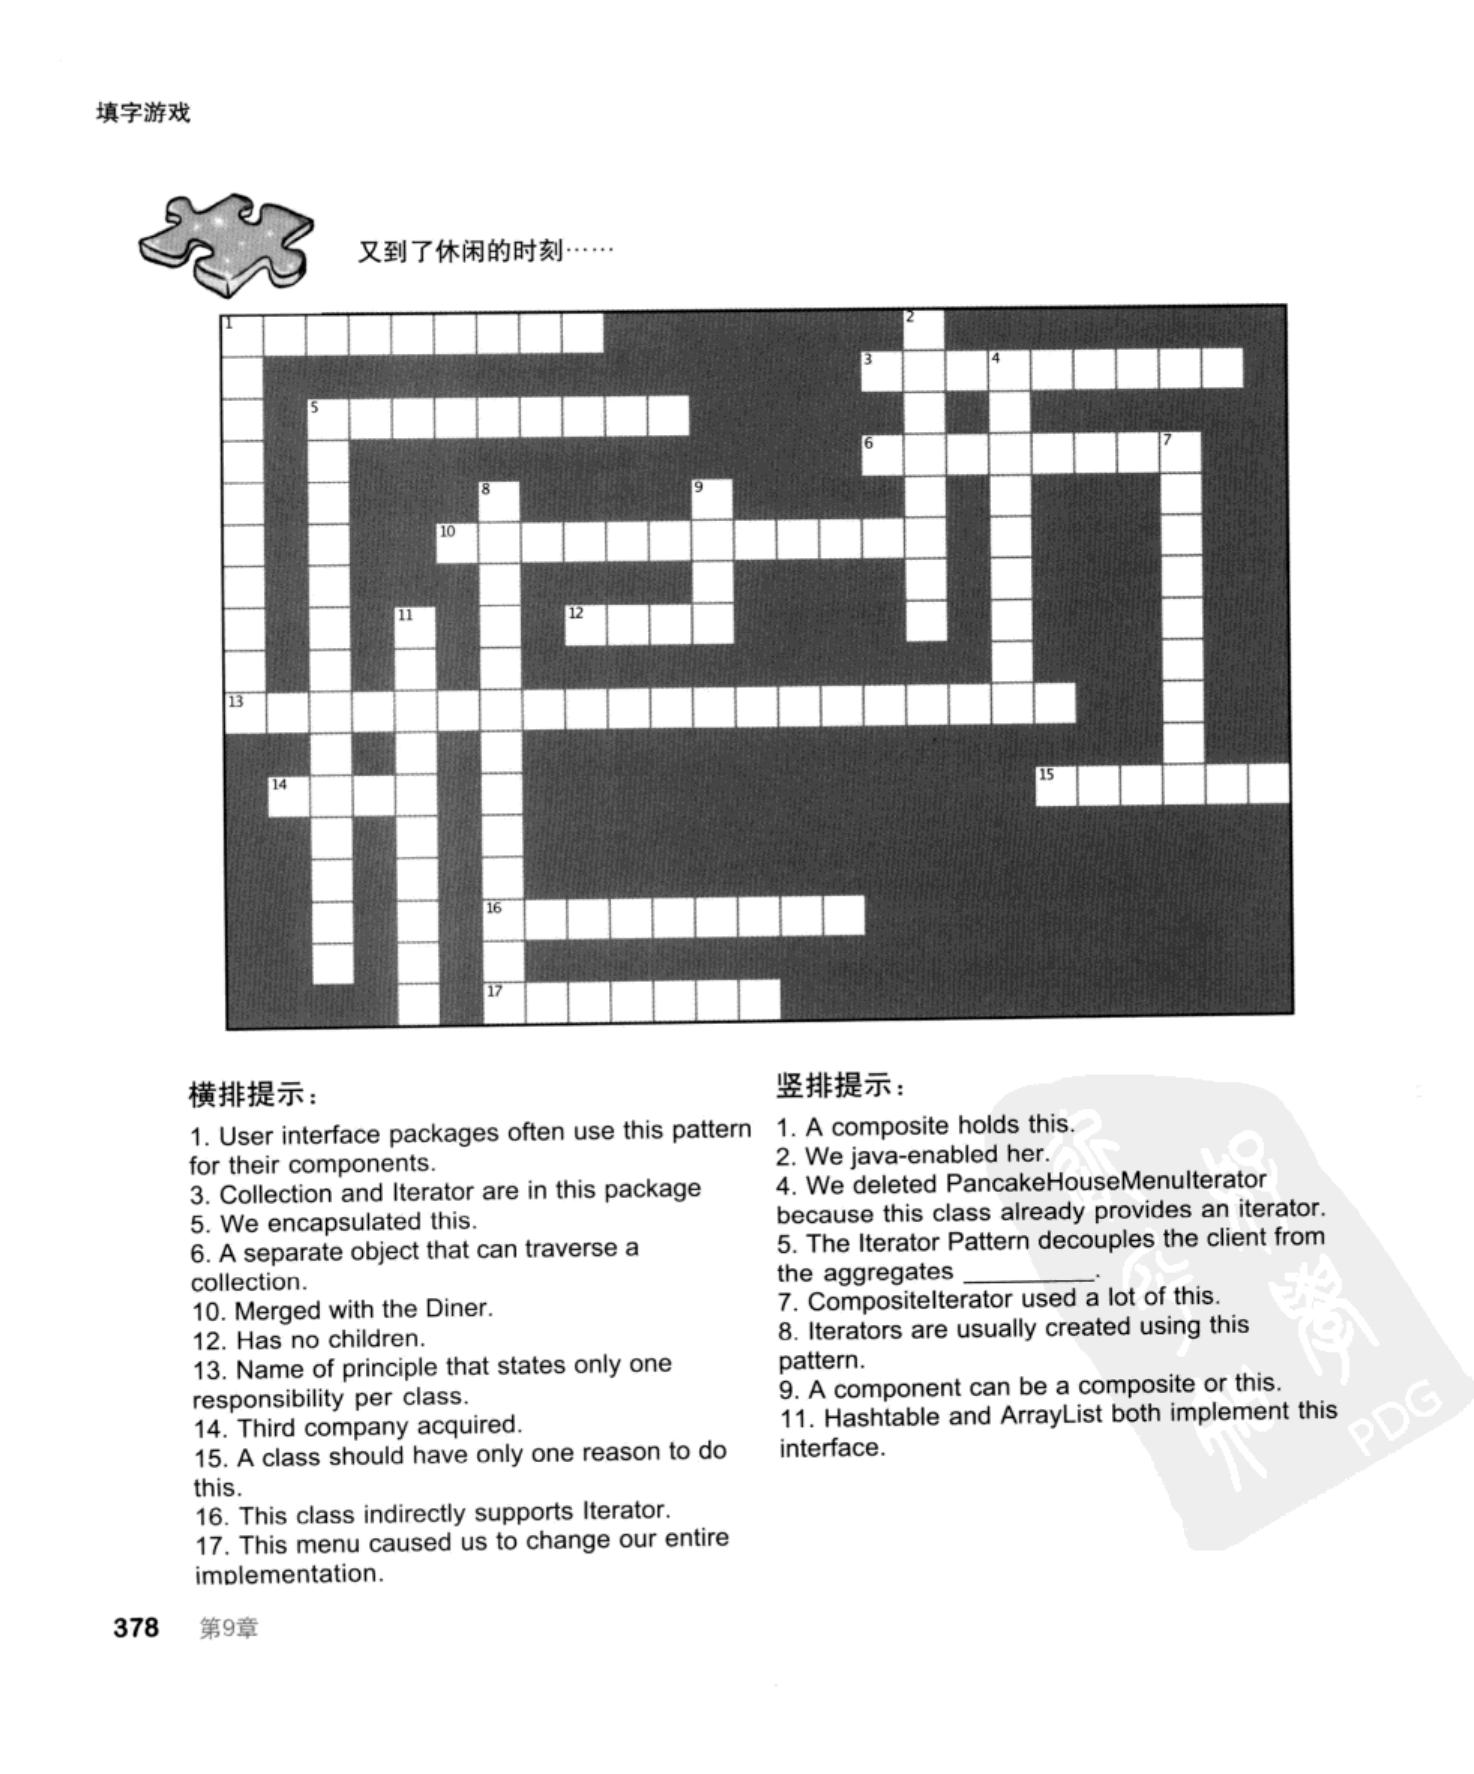 填字游戏
又到了休闲的时刻……
1
2
3
4
5
6
7
8
9
10
11
12
13
14
15
16
17
横排提示：
1. User interface packages often use this pattern
for their components.
3. Collection and Iterator are in this package
5. We encapsulated this.
6. A separate object that can traverse a
collection.
10. Merged with the Diner.
12. Has no children.
13. Name of principle that states only one
responsibility per class.
14. Third company acquired.
15. A class should have only one reason to do
this.
16. This class indirectly supports Iterator.
17. This menu caused us to change our entire
implementation.
竖排提示：
1. A composite holds this.
2. We java-enabled her.
4. We deleted PancakeHouseMenuIterator
because this class already provides an iterator.
5. The Iterator Pattern decouples the client from
the aggregates __________.
7. CompositeIterator used a lot of this.
8. Iterators are usually created using this
pattern.
9. A component can be a composite or this.
11. Hashtable and ArrayList both implement this
interface.
PDG
378 第9章